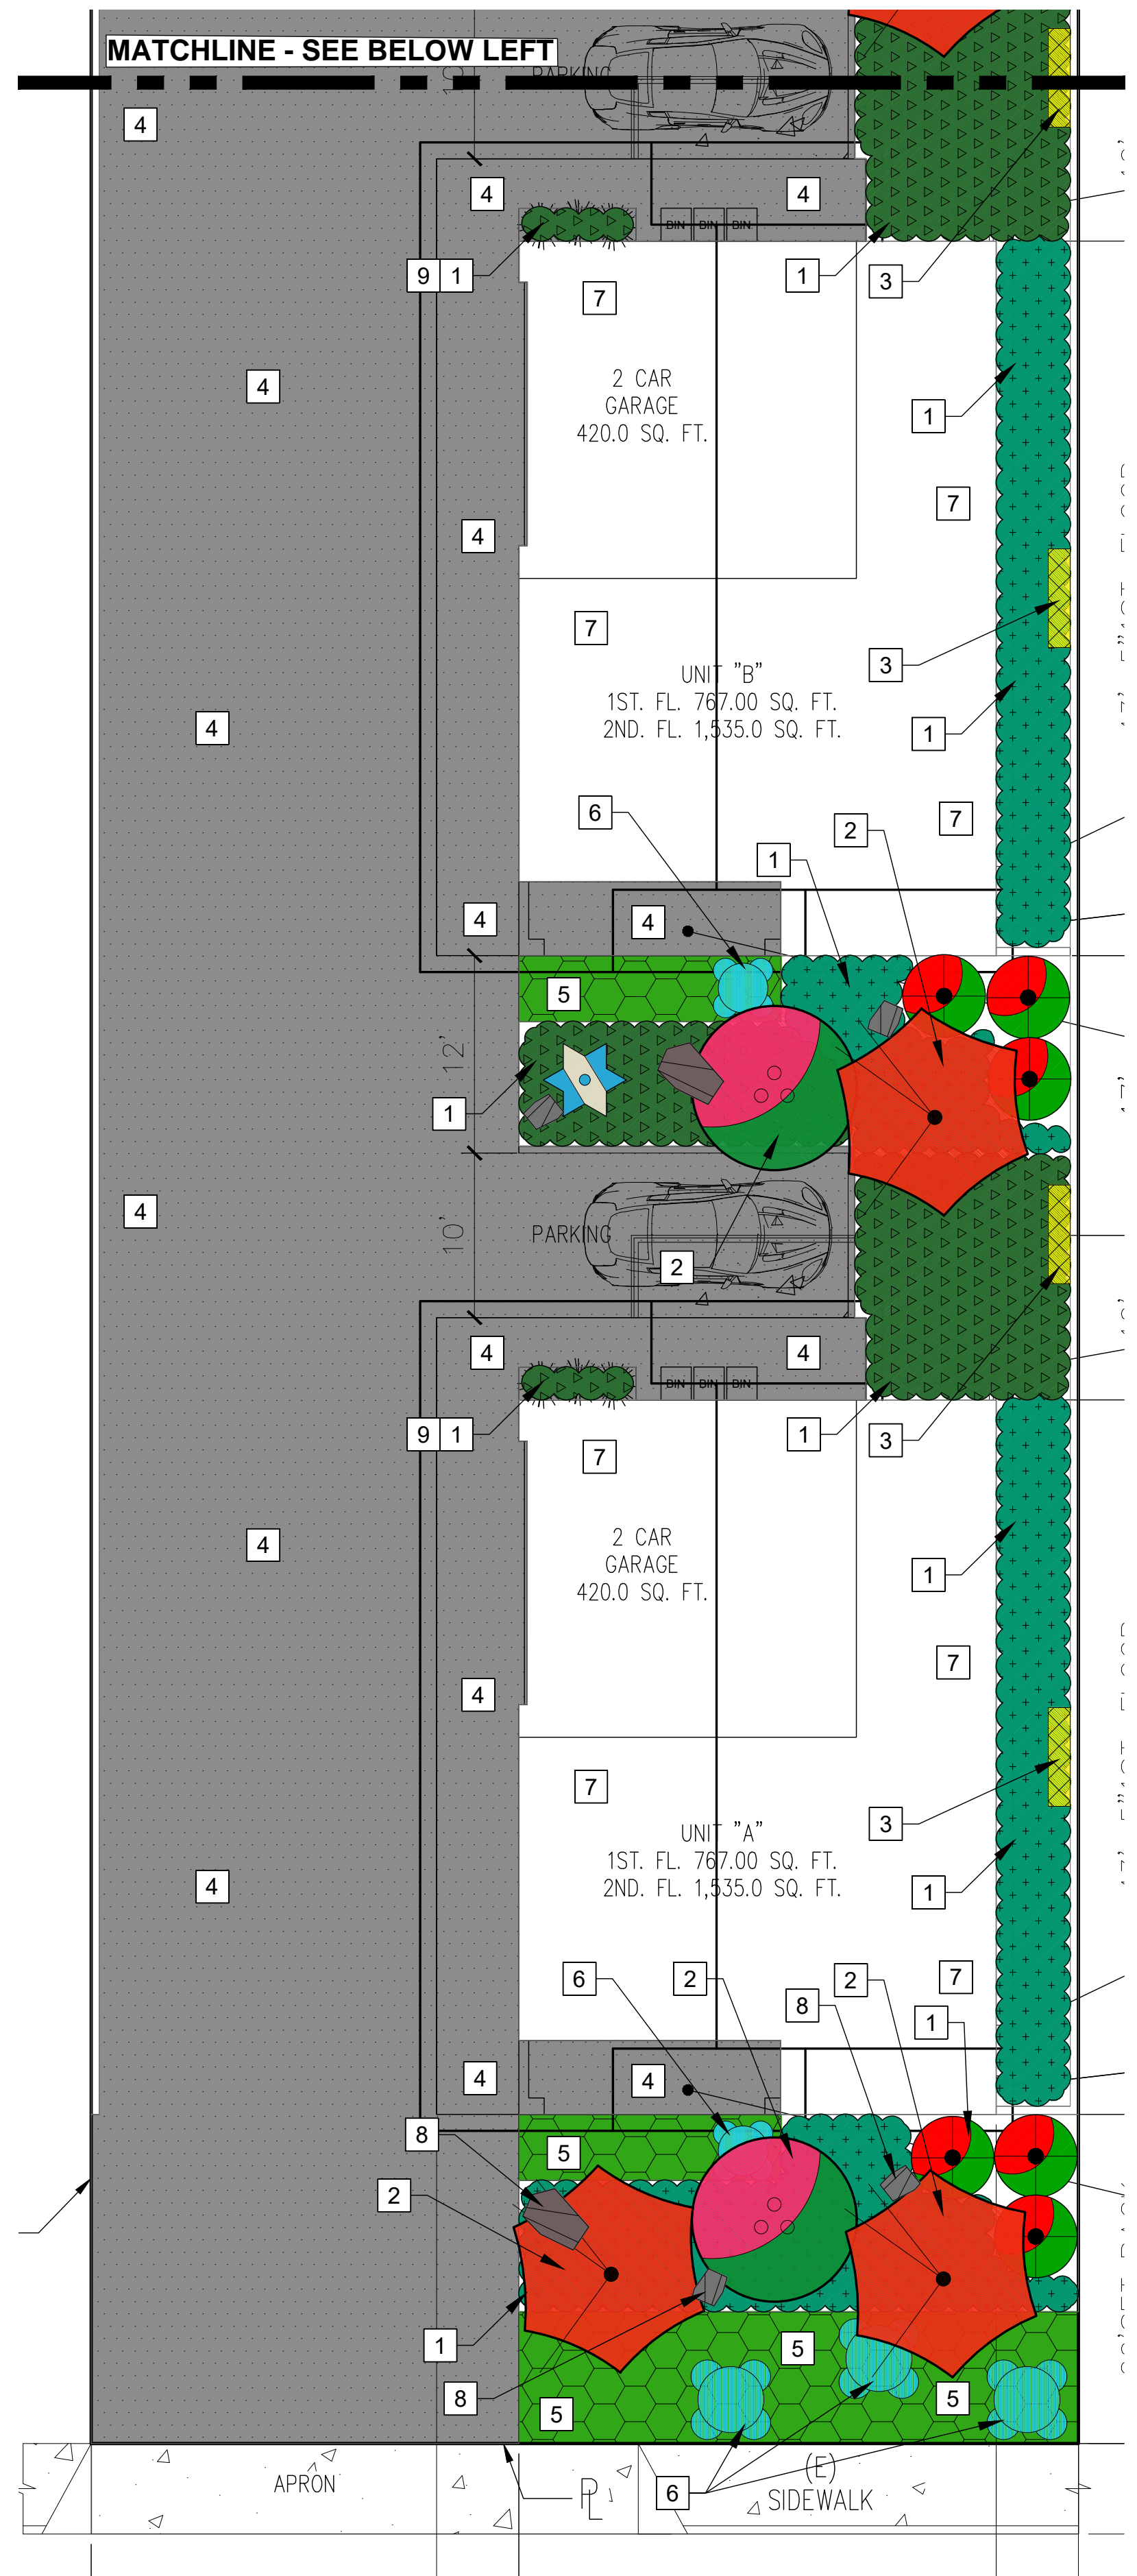 MATCHLINE - SEE BELOW LEFT
PARKING
4
4
4
BIN BIN BIN
9 1
1
3
7
2 CAR
GARAGE
420.0 SQ. FT.
4
1
7
4
7
3
UNIT "B"
1ST. FL. 767.00 SQ. FT.
2ND. FL. 1,535.0 SQ. FT.
4
1
6
2
7
1
4
4
5
12'
1
4
10'
PARKING
2
4
4
BIN BIN BIN
9 1
1
3
7
2 CAR
GARAGE
420.0 SQ. FT.
4
1
7
4
7
3
UNIT "A"
1ST. FL. 767.00 SQ. FT.
2ND. FL. 1,535.0 SQ. FT.
4
1
6
2
2
7
8
1
4
4
8
5
2
1
5
8
5
5
APRON
PL
6
(E)
SIDEWALK